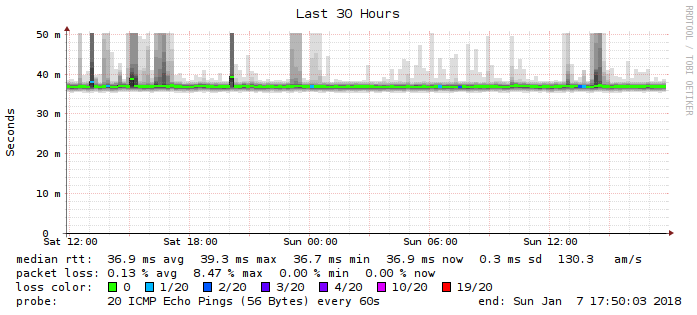 Last 30 Hours
RRDTOOL / TOBI OETIKER
Seconds
50 m
40 m
30 m
20 m
10 m
0
Sat 12:00 Sat 18:00 Sun 00:00 Sun 06:00 Sun 12:00
median rtt: 36.9 ms avg 39.3 ms max 36.7 ms min 36.9 ms now 0.3 ms sd 130.3 am/s
packet loss: 0.13 % avg 8.47 % max 0.00 % min 0.00 % now
loss color: 0 1/20 2/20 3/20 4/20 10/20 19/20
probe: 20 ICMP Echo Pings (56 Bytes) every 60s end: Sun Jan 7 17:50:03 2018